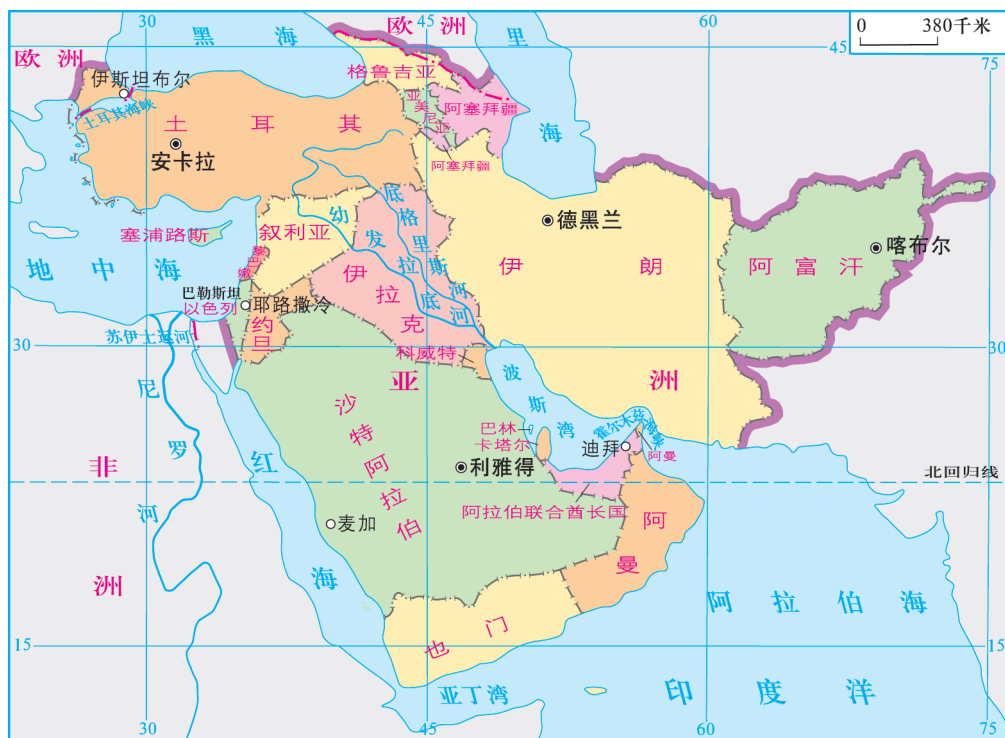 30
45
60
75
0 380千米
欧洲
欧洲
黑海
里海
45
格鲁吉亚
亚美尼亚
阿塞拜疆
阿塞拜疆
伊斯坦布尔
土耳其海峡
土耳其
安卡拉
塞浦路斯
地中海
叙利亚
黎巴嫩
幼发拉底河
底格里斯河
伊拉克
德黑兰
伊朗
喀布尔
阿富汗
巴勒斯坦
以色列
耶路撒冷
约旦
苏伊士运河
30
30
科威特
亚洲
波斯湾
巴林
卡塔尔
霍尔木兹海峡
迪拜
阿曼
尼罗河
非洲
红海
沙特阿拉伯
利雅得
北回归线
阿拉伯联合酋长国
麦加
阿曼
阿拉伯海
也门
15
15
亚丁湾
印度洋
30
45
60
75